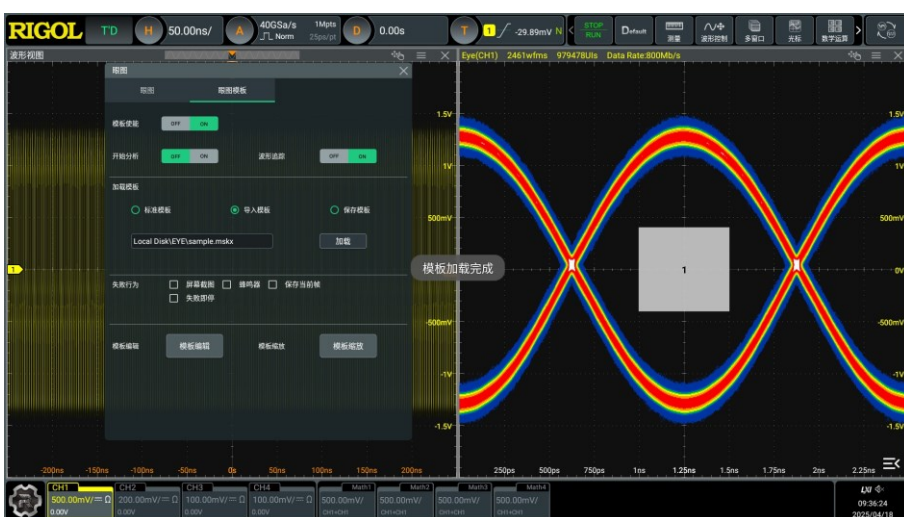 RIGOL T'D H 50.00ns/ A 40GSa/s Norm 1Mpts 25ps/pt D 0.00s T 1 -29.89mV N STOP RUN Default 测量 波形控制 多窗口 光标 数学运算
波形视图
Eye(CH1) 2461wfms 979478UIs Data Rate:800Mb/s
眼图
眼图 眼图模板
模板使能 OFF ON
开始分析 OFF ON 波形追踪 OFF ON
加载模板
标准模板 导入模板 保存模板
Local Disk\EYE\sample.mskx 加载
失败行为 屏幕截图 蜂鸣器 保存当前帧
失败即停
模板编辑 模板编辑 模板缩放 模板缩放
模板加载完成
1
1
1.5V
1V
500mV
-500mV
-1V
-1.5V
1.5V
1V
500mV
0V
-500mV
-1V
-1.5V
-200ns -150ns -100ns -50ns 0s 50ns 100ns 150ns 200ns
250ps 500ps 750ps 1ns 1.25ns 1.5ns 1.75ns 2ns 2.25ns
CH1 CH2 CH3 CH4 Math1 Math2 Math3 Math4
500.00mV/ Ω 200.00mV/ Ω 100.00mV/ Ω 100.00mV/ Ω 500.00mV/ 500.00mV/ 500.00mV/ 500.00mV/
0.00V 0.00V 0.00V 0.00V CH1+CH1 CH1+CH1 CH1+CH1 CH1+CH1
LXI
09:36:24
2025/04/18